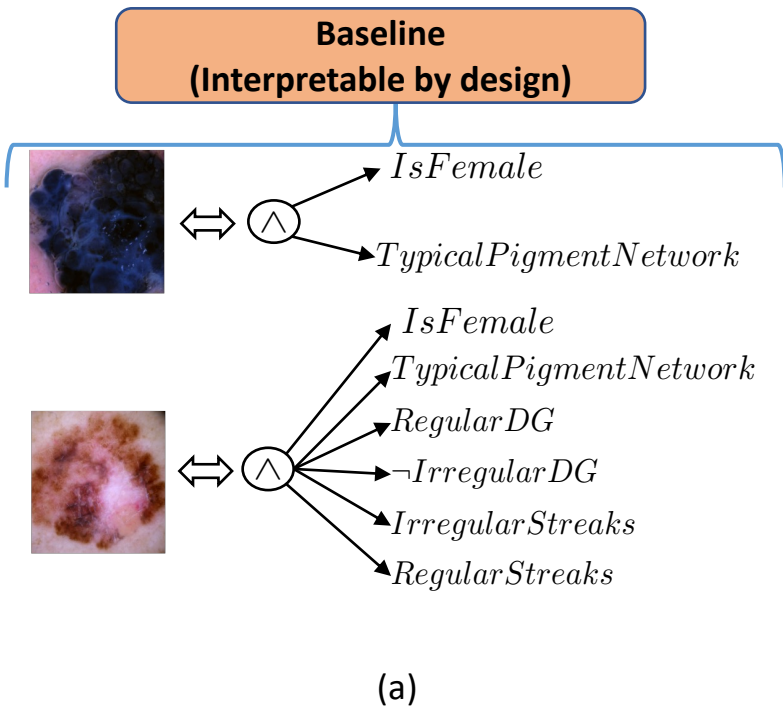 Baseline
(Interpretable by design)
IsFemale
∧
TypicalPigmentNetwork
IsFemale
TypicalPigmentNetwork
RegularDG
∧
¬IrregularDG
IrregularStreaks
RegularStreaks
(a)